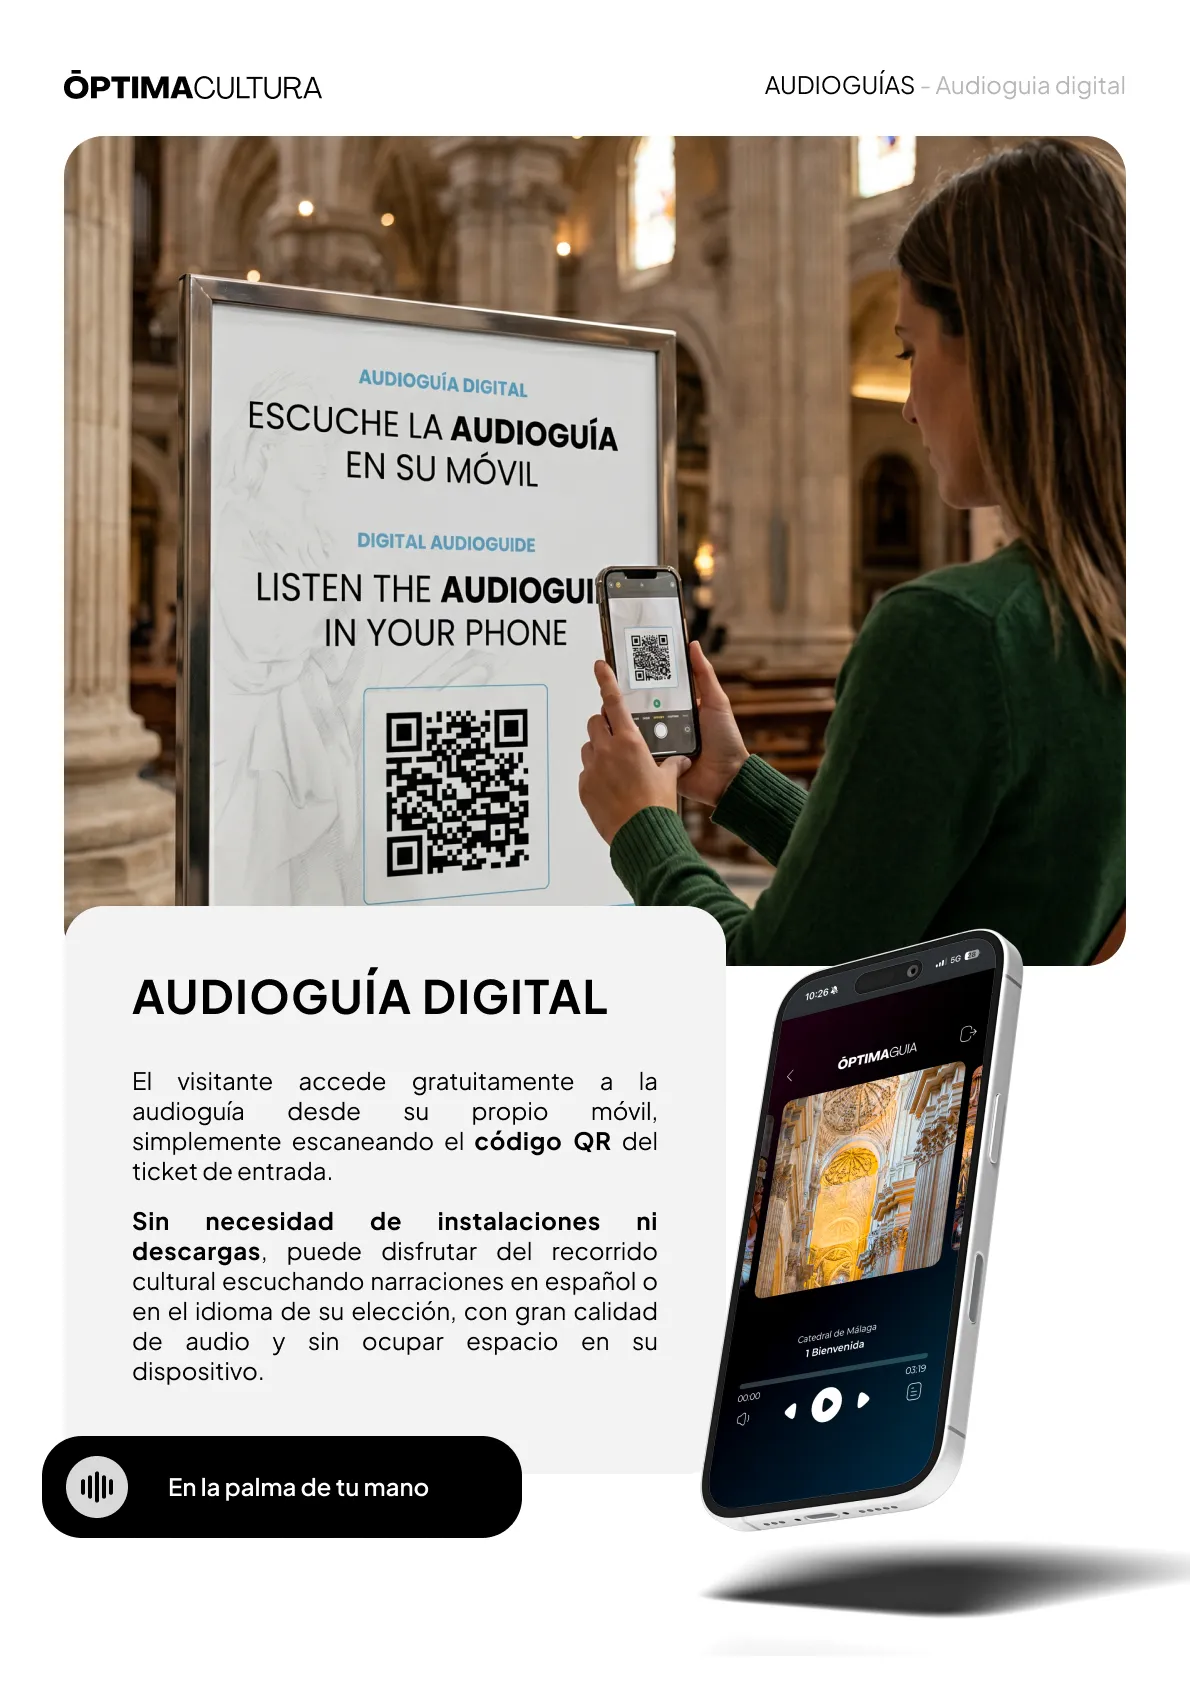 ÓPTIMACULTURA
AUDIOGUÍAS - Audioguia digital
AUDIOGUÍA DIGITAL
ESCUCHE LA AUDIOGUÍA
EN SU MÓVIL
DIGITAL AUDIOGUIDE
LISTEN THE AUDIOGUI
IN YOUR PHONE
AUDIOGUÍA DIGITAL
El visitante accede gratuitamente a la
audioguía desde su propio móvil,
simplemente escaneando el código QR del
ticket de entrada.
Sin necesidad de instalaciones ni
descargas, puede disfrutar del recorrido
cultural escuchando narraciones en español o
en el idioma de su elección, con gran calidad
de audio y sin ocupar espacio en su
dispositivo.
En la palma de tu mano
10:26
5G 28
ÓPTIMAGUIA
Catedral de Málaga
1 Bienvenida
00:00
03:19